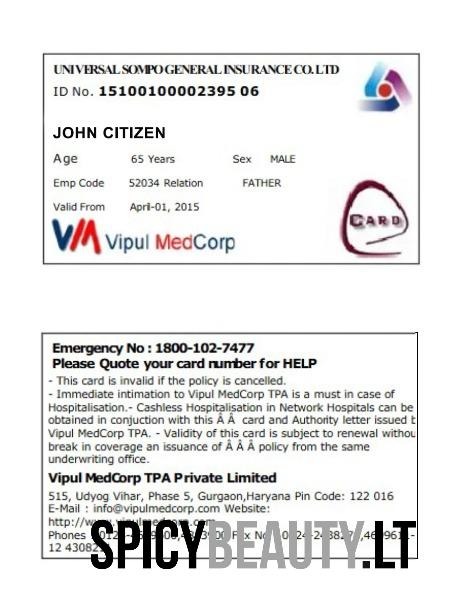 UNIVERSAL SOMPO GENERAL INSURANCE CO. LTD
ID No. 15100100002395 06
JOHN CITIZEN
Age 65 Years Sex MALE
Emp Code 52034 Relation FATHER
Valid From April-01, 2015
CARD
VM Vipul MedCorp
Emergency No : 1800-102-7477
Please Quote your card number for HELP
- This card is invalid if the policy is cancelled.
- Immediate intimation to Vipul MedCorp TPA is a must in case of
Hospitalisation.- Cashless Hospitalisation in Network Hospitals can be
obtained in conjuction with this Â Â card and Authority letter issued b
Vipul MedCorp TPA. - Validity of this card is subject to renewal withou
break in coverage an issuance of Â Â Â policy from the same
underwriting office.
Vipul MedCorp TPA Private Limited
515, Udyog Vihar, Phase 5, Gurgaon,Haryana Pin Code: 122 016
E-Mail : info@vipulmedcorp.com Website:
http://www.vipulmedcorp.com
Phones Fax No
12
SPICYBEAUTY.LT